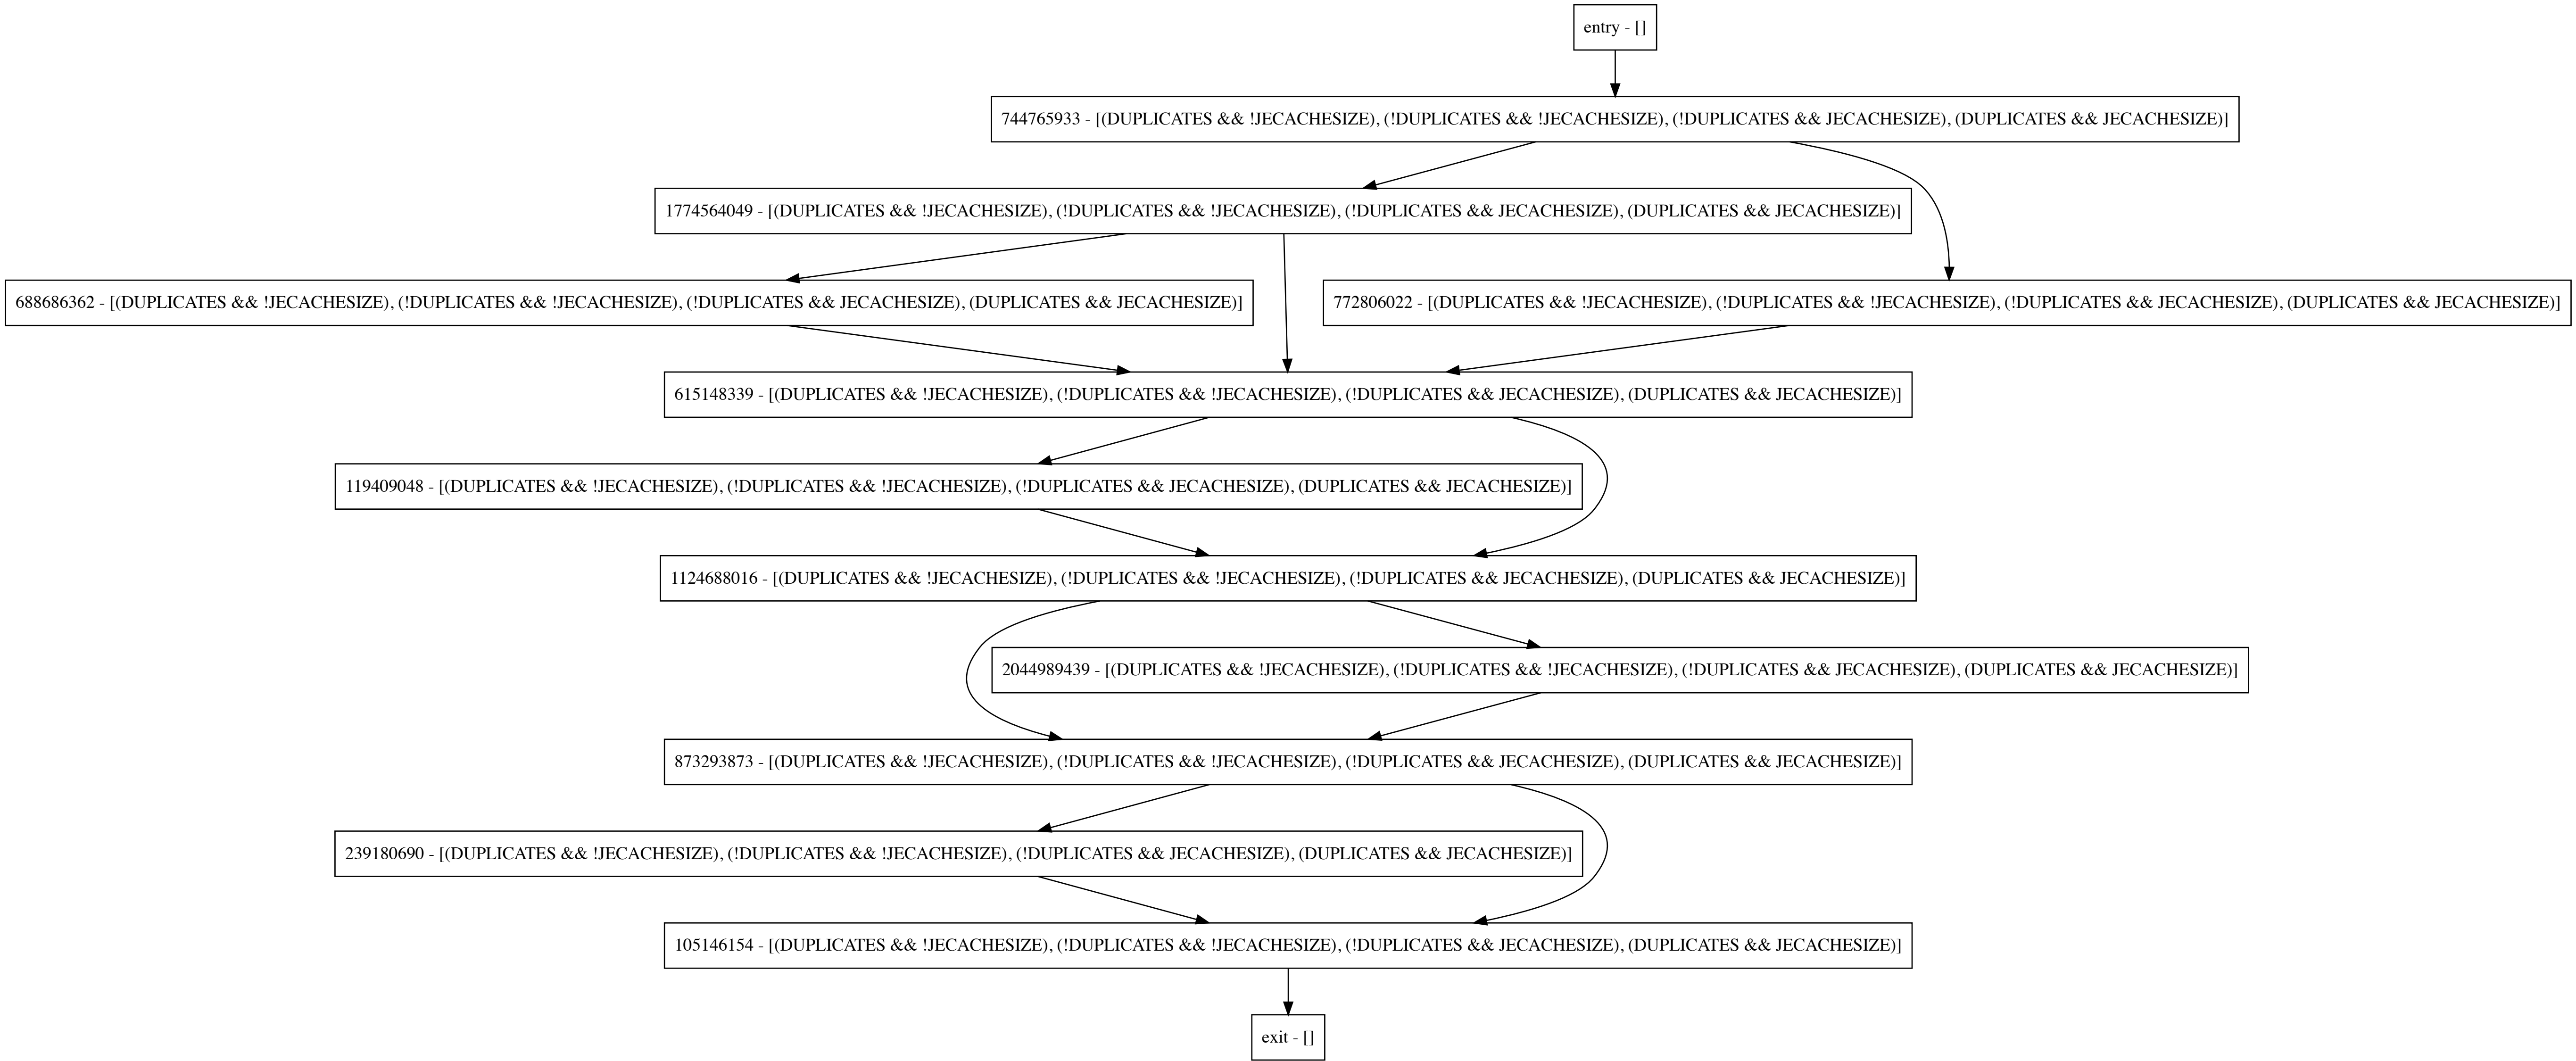 entry - []
744765933 - [(DUPLICATES && !JECACHESIZE), (!DUPLICATES && !JECACHESIZE), (!DUPLICATES && JECACHESIZE), (DUPLICATES && JECACHESIZE)]
1774564049 - [(DUPLICATES && !JECACHESIZE), (!DUPLICATES && !JECACHESIZE), (!DUPLICATES && JECACHESIZE), (DUPLICATES && JECACHESIZE)]
688686362 - [(DUPLICATES && !JECACHESIZE), (!DUPLICATES && !JECACHESIZE), (!DUPLICATES && JECACHESIZE), (DUPLICATES && JECACHESIZE)]
772806022 - [(DUPLICATES && !JECACHESIZE), (!DUPLICATES && !JECACHESIZE), (!DUPLICATES && JECACHESIZE), (DUPLICATES && JECACHESIZE)]
615148339 - [(DUPLICATES && !JECACHESIZE), (!DUPLICATES && !JECACHESIZE), (!DUPLICATES && JECACHESIZE), (DUPLICATES && JECACHESIZE)]
119409048 - [(DUPLICATES && !JECACHESIZE), (!DUPLICATES && !JECACHESIZE), (!DUPLICATES && JECACHESIZE), (DUPLICATES && JECACHESIZE)]
1124688016 - [(DUPLICATES && !JECACHESIZE), (!DUPLICATES && !JECACHESIZE), (!DUPLICATES && JECACHESIZE), (DUPLICATES && JECACHESIZE)]
2044989439 - [(DUPLICATES && !JECACHESIZE), (!DUPLICATES && !JECACHESIZE), (!DUPLICATES && JECACHESIZE), (DUPLICATES && JECACHESIZE)]
873293873 - [(DUPLICATES && !JECACHESIZE), (!DUPLICATES && !JECACHESIZE), (!DUPLICATES && JECACHESIZE), (DUPLICATES && JECACHESIZE)]
239180690 - [(DUPLICATES && !JECACHESIZE), (!DUPLICATES && !JECACHESIZE), (!DUPLICATES && JECACHESIZE), (DUPLICATES && JECACHESIZE)]
105146154 - [(DUPLICATES && !JECACHESIZE), (!DUPLICATES && !JECACHESIZE), (!DUPLICATES && JECACHESIZE), (DUPLICATES && JECACHESIZE)]
exit - []